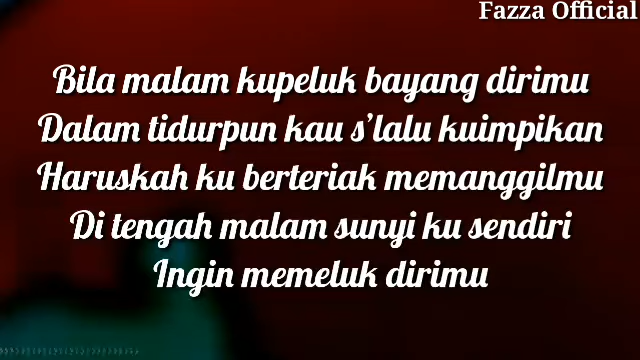 Fazza Official
Bila malam kupeluk bayang dirimu
Dalam tidurpun kau s'lalu kuimpikan
Haruskah ku berteriak memanggilmu
Di tengah malam sunyi ku sendiri
Ingin memeluk dirimu